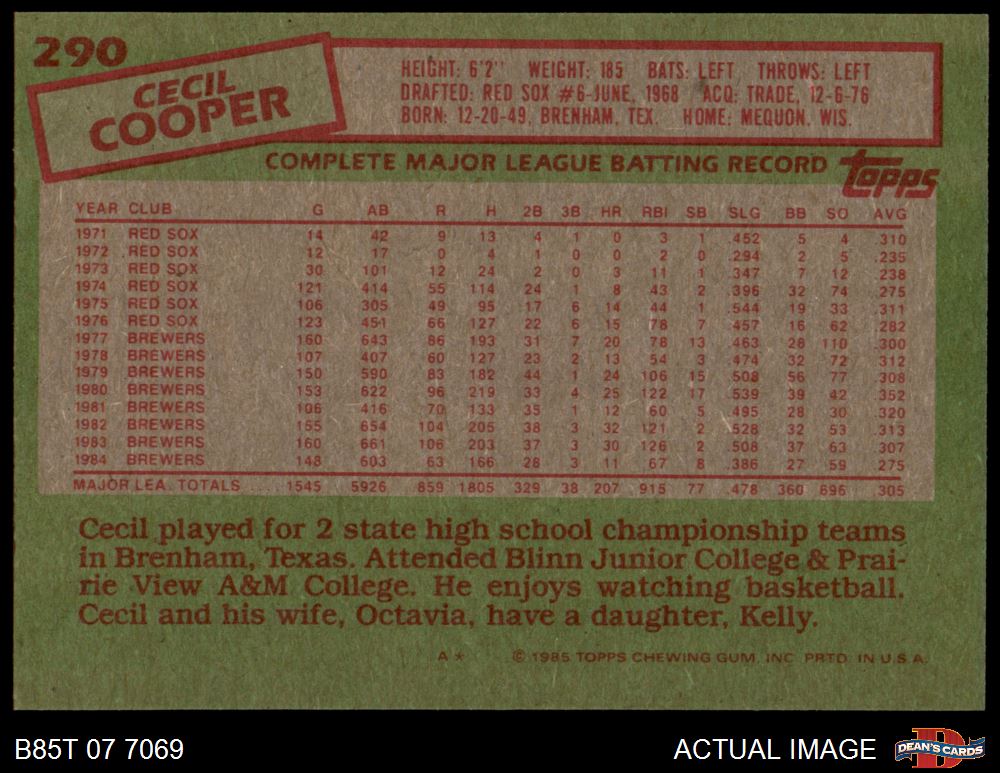 290
CECIL
COOPER
HEIGHT: 6'2" WEIGHT: 185 BATS: LEFT THROWS: LEFT
DRAFTED: RED SOX #6-JUNE, 1968 ACQ: TRADE, 12-6-76
BORN: 12-20-49, BRENHAM, TEX. HOME: MEQUON, WIS.
COMPLETE MAJOR LEAGUE BATTING RECORD topps
YEAR CLUB G AB R H 2B 3B HR RBI SB SLG BB SO AVG
1971 RED SOX 14 42 9 13 4 1 0 3 1 .452 5 4 .310
1972 RED SOX 12 17 0 4 1 0 0 2 0 .294 2 5 .235
1973 RED SOX 30 101 12 24 2 0 3 11 1 .347 7 12 .238
1974 RED SOX 121 414 55 114 24 1 8 43 2 .396 32 74 .275
1975 RED SOX 106 305 49 95 17 6 14 44 1 .544 19 33 .311
1976 RED SOX 123 451 66 127 22 6 15 78 7 .457 16 62 .282
1977 BREWERS 160 643 86 193 31 7 20 78 13 .463 28 110 .300
1978 BREWERS 107 407 60 127 23 2 13 54 3 .474 32 72 .312
1979 BREWERS 150 590 83 182 44 1 24 106 15 .508 56 77 .308
1980 BREWERS 153 622 96 219 33 4 25 122 17 .539 39 42 .352
1981 BREWERS 106 416 70 133 35 1 12 60 5 .495 28 30 .320
1982 BREWERS 155 654 104 205 38 3 32 121 2 .528 32 53 .313
1983 BREWERS 160 661 106 203 37 3 30 126 2 .508 37 63 .307
1984 BREWERS 148 603 63 166 28 3 11 67 8 .386 27 59 .275
MAJOR LEA. TOTALS .... 1545 5926 859 1805 329 38 207 915 77 .478 360 696 .305
Cecil played for 2 state high school championship teams
in Brenham, Texas. Attended Blinn Junior College & Prai-
rie View A&M College. He enjoys watching basketball.
Cecil and his wife, Octavia, have a daughter, Kelly.
A * © 1985 TOPPS CHEWING GUM, INC. PRTD. IN U.S.A.
B85T 07 7069 ACTUAL IMAGE DEAN'S CARDS